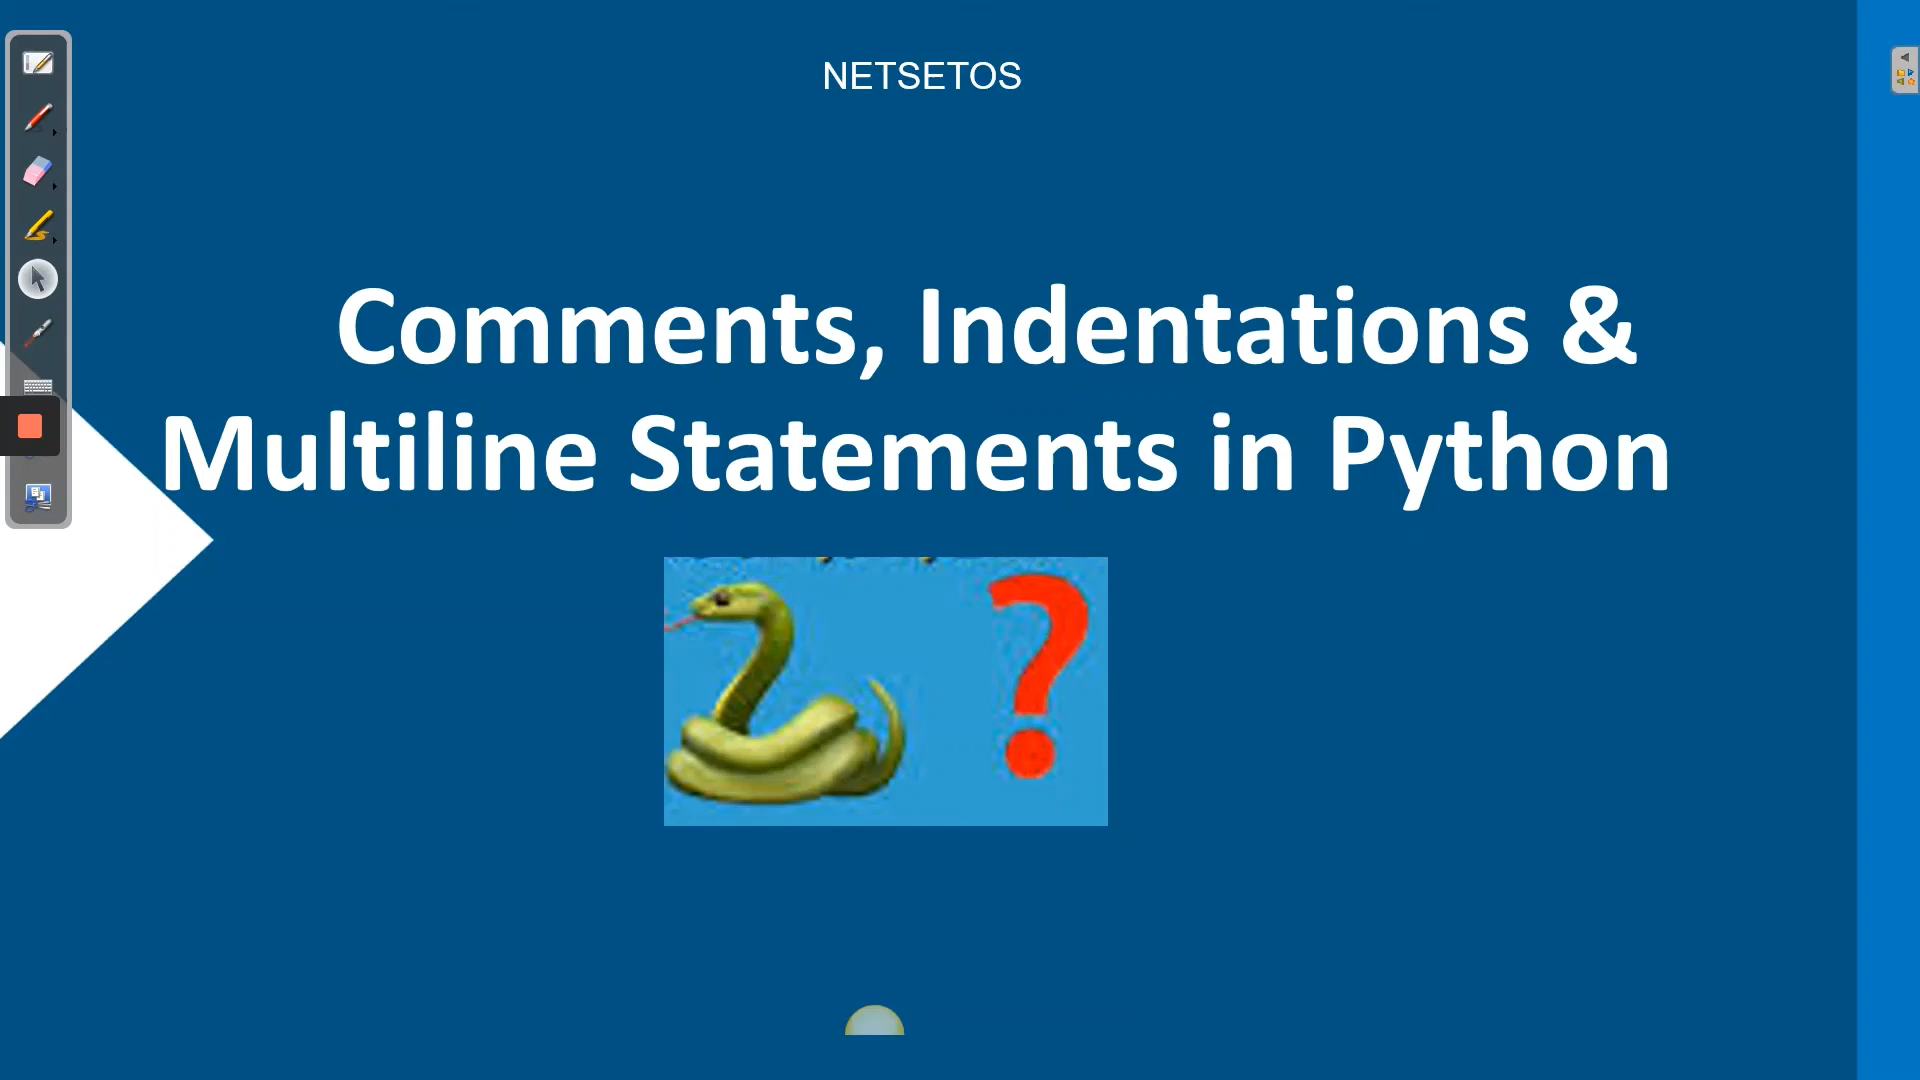 NETSETOS
Comments, Indentations &
Multiline Statements in Python
?